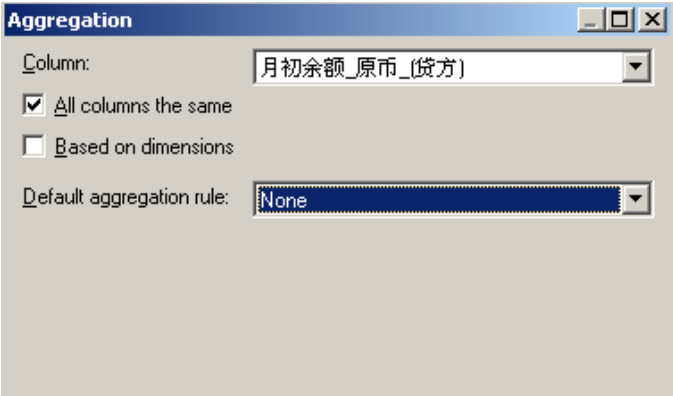 Aggregation
Column: 月初余额_原币_(贷方)
All columns the same
Based on dimensions
Default aggregation rule: None